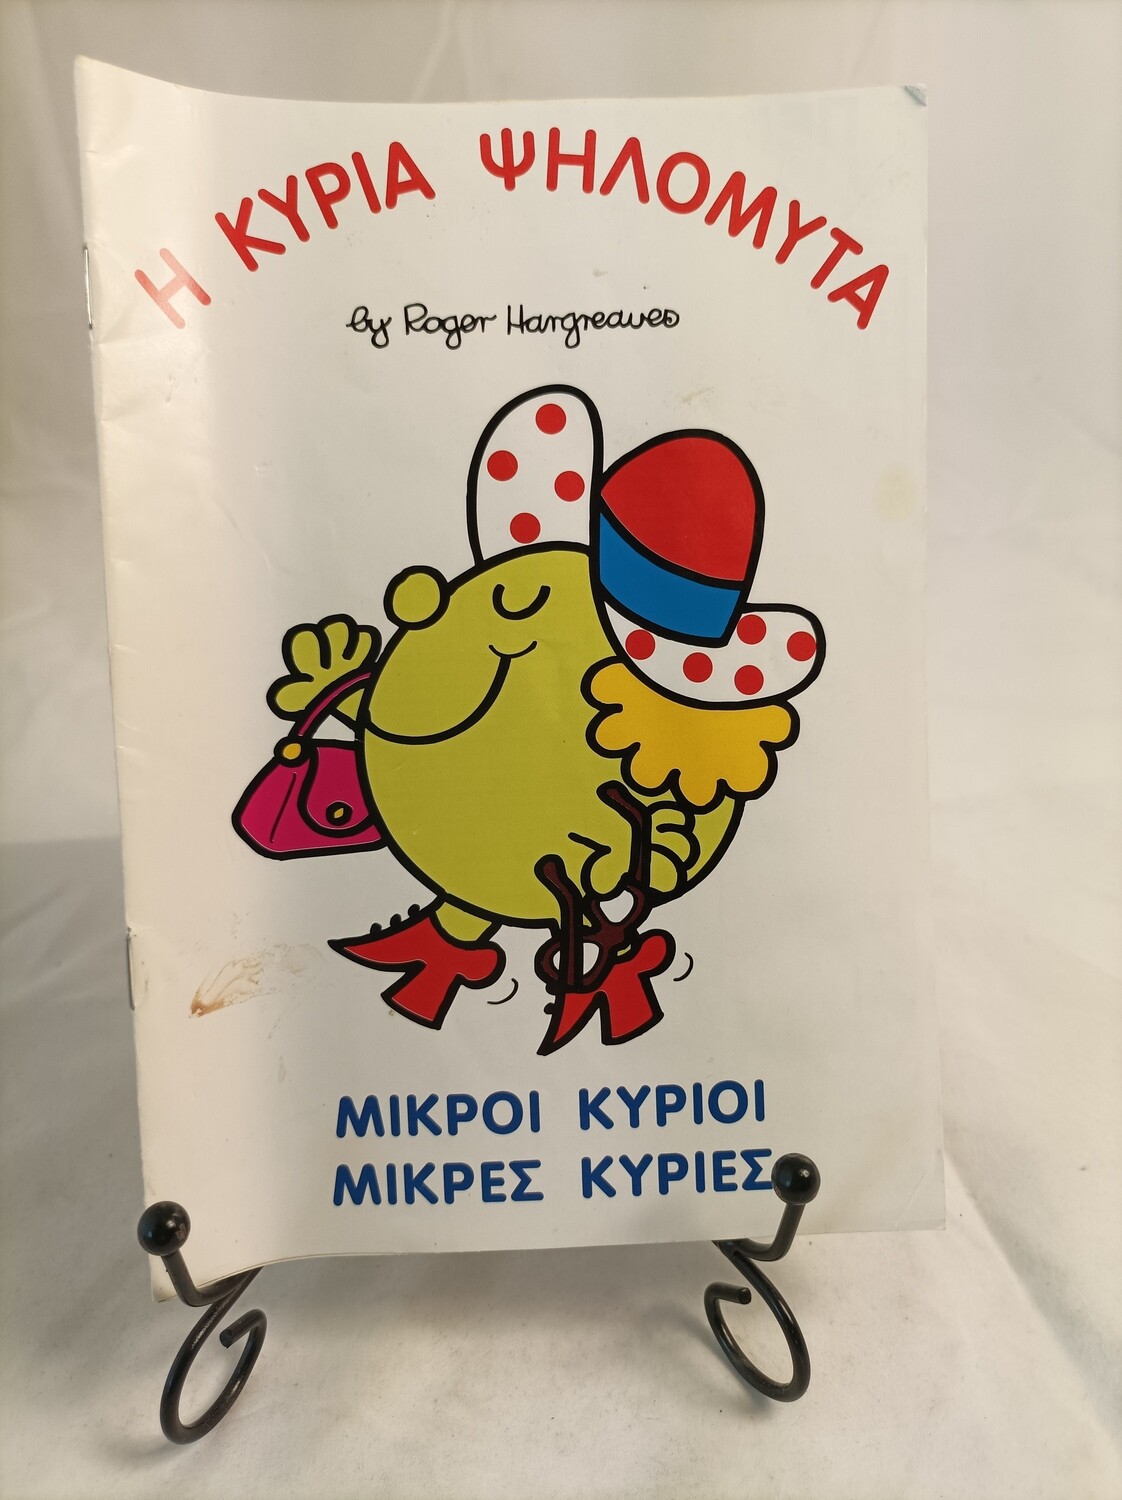 Η ΚΥΡΙΑ ΨΗΛΟΜΥΤΑ
by Roger Hargreaves
ΜΙΚΡΟΙ ΚΥΡΙΟΙ
ΜΙΚΡΕΣ ΚΥΡΙΕΣ